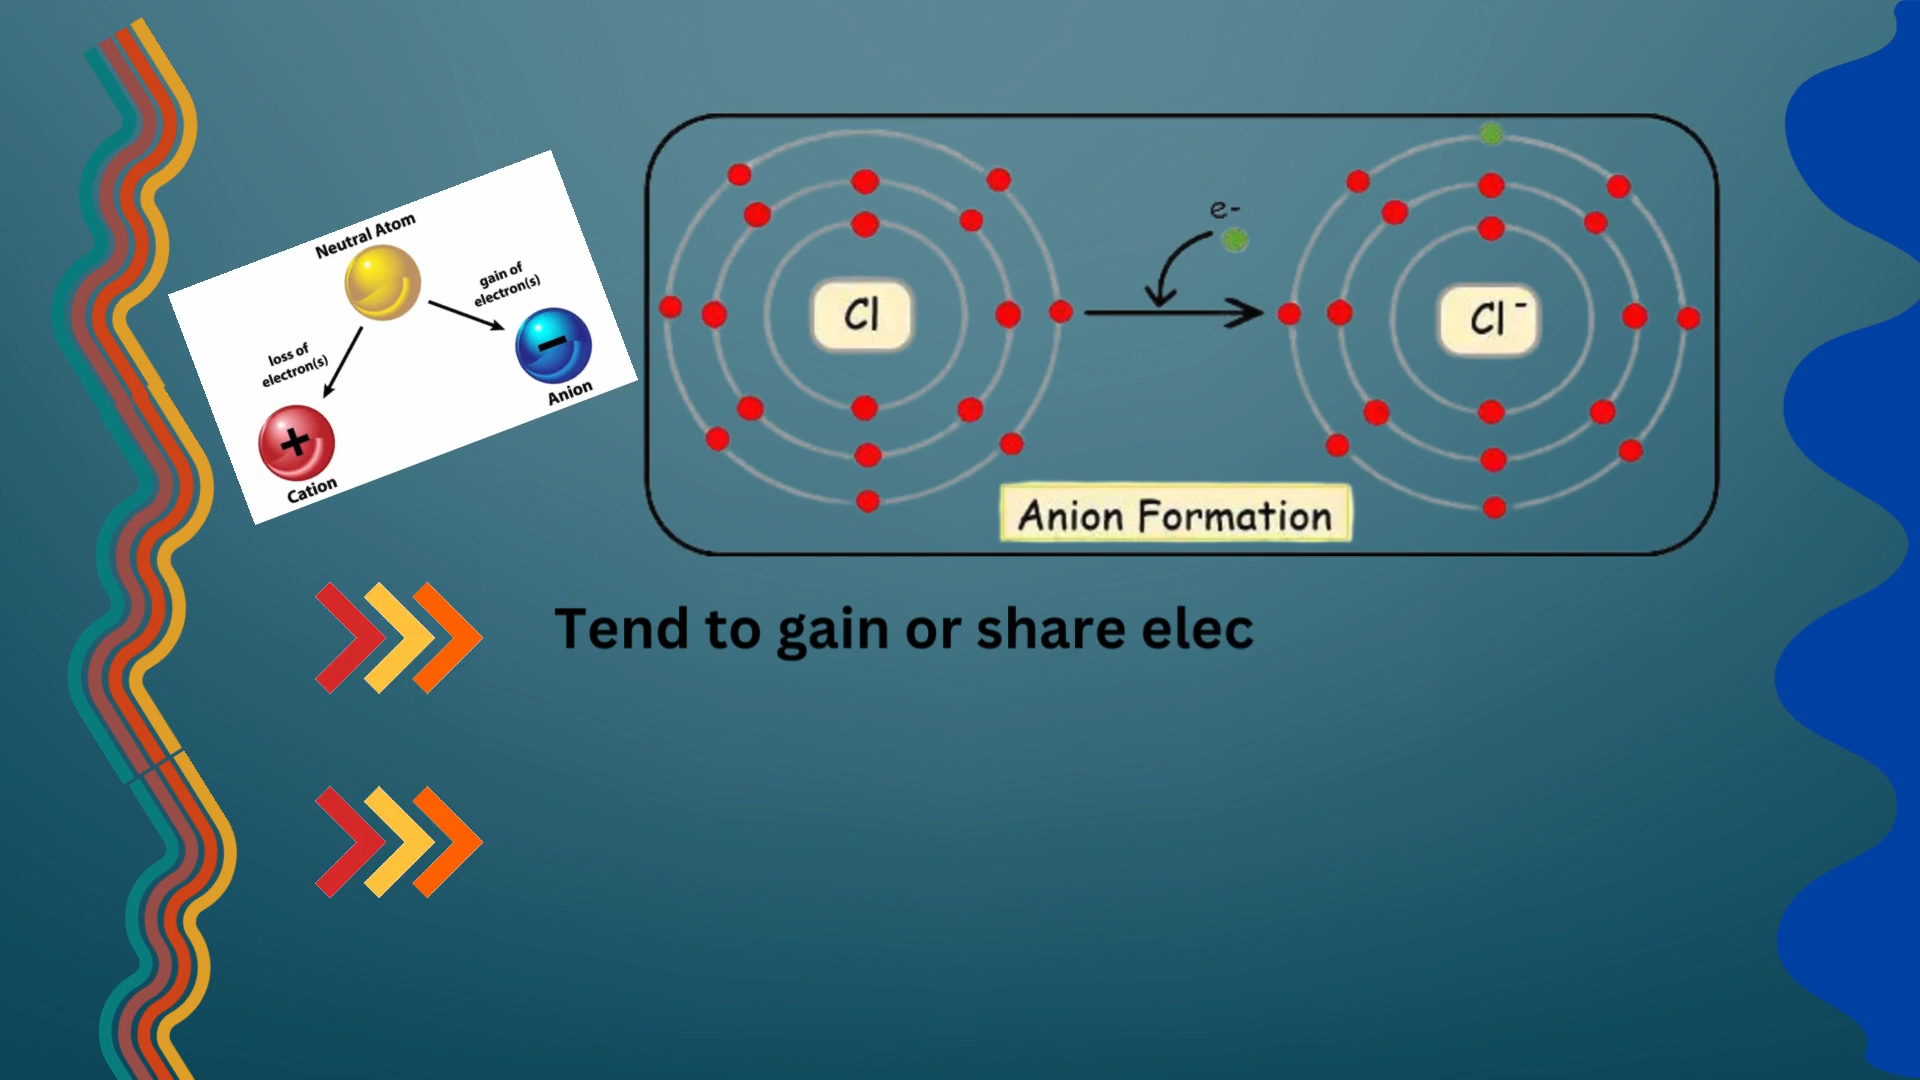 Neutral Atom
gain of
electron(s)
loss of
electron(s)
−
Anion
+
Cation
Cl
e-
Cl⁻
Anion Formation
Tend to gain or share elec